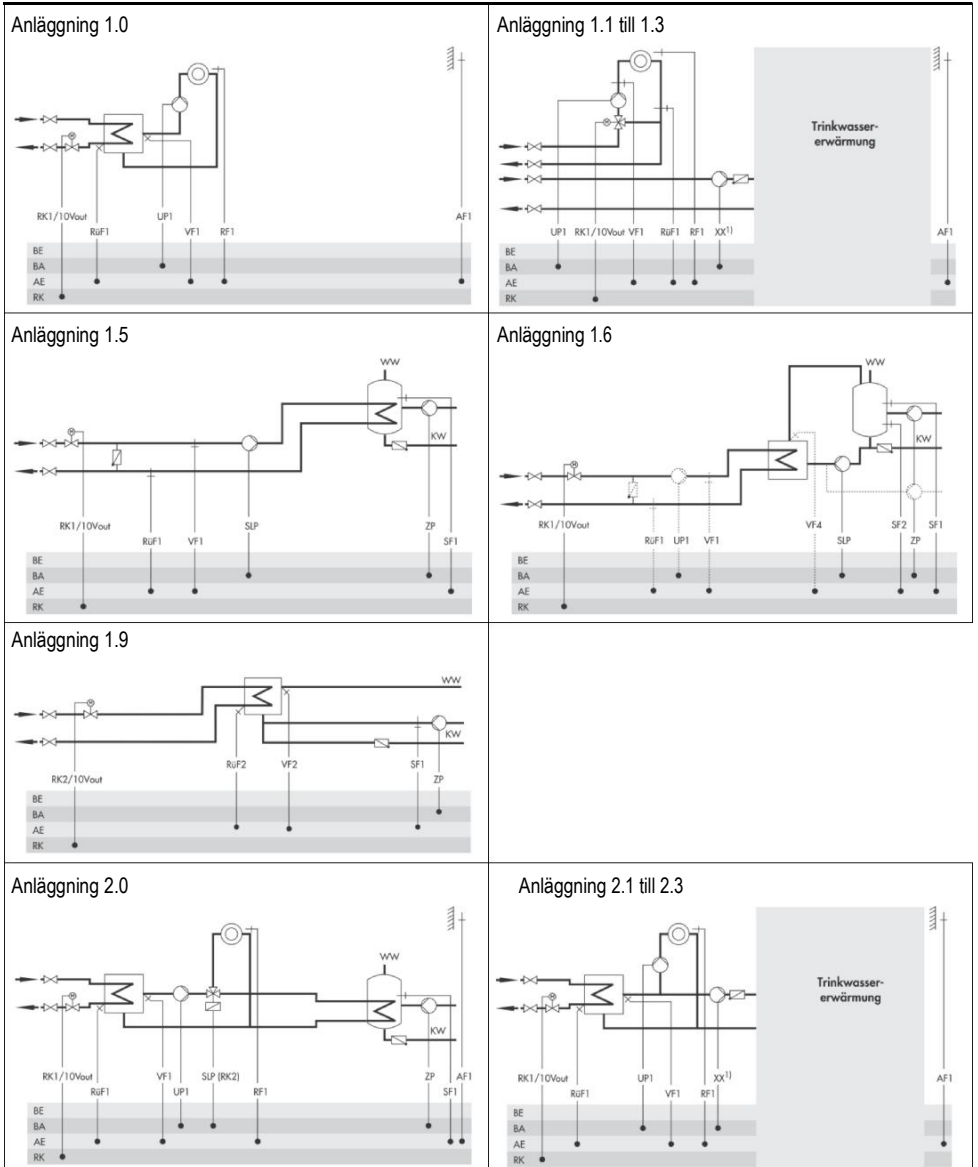 Anläggning 1.0
RK1/10Vout
RüF1
UP1
VF1
RF1
AF1
BE
BA
AE
RK
Anläggning 1.1 till 1.3
Trinkwasser-
erwärmung
UP1 RK1/10Vout VF1 RüF1 RF1 XX1)
AF1
BE
BA
AE
RK
Anläggning 1.5
WW
KW
RK1/10Vout
RüF1
VF1
SLP
ZP
SF1
BE
BA
AE
RK
Anläggning 1.6
WW
KW
RK1/10Vout
RüF1
UP1
VF1
VF4
SLP
SF2
ZP
SF1
BE
BA
AE
RK
Anläggning 1.9
WW
KW
RK2/10Vout
RüF2
VF2
SF1
ZP
BE
BA
AE
RK
Anläggning 2.0
WW
KW
RK1/10Vout
RüF1
VF1
UP1
SLP (RK2)
RF1
ZP
SF1
AF1
BE
BA
AE
RK
Anläggning 2.1 till 2.3
Trinkwasser-
erwärmung
RK1/10Vout
RüF1
UP1
VF1
RF1
XX1)
AF1
BE
BA
AE
RK